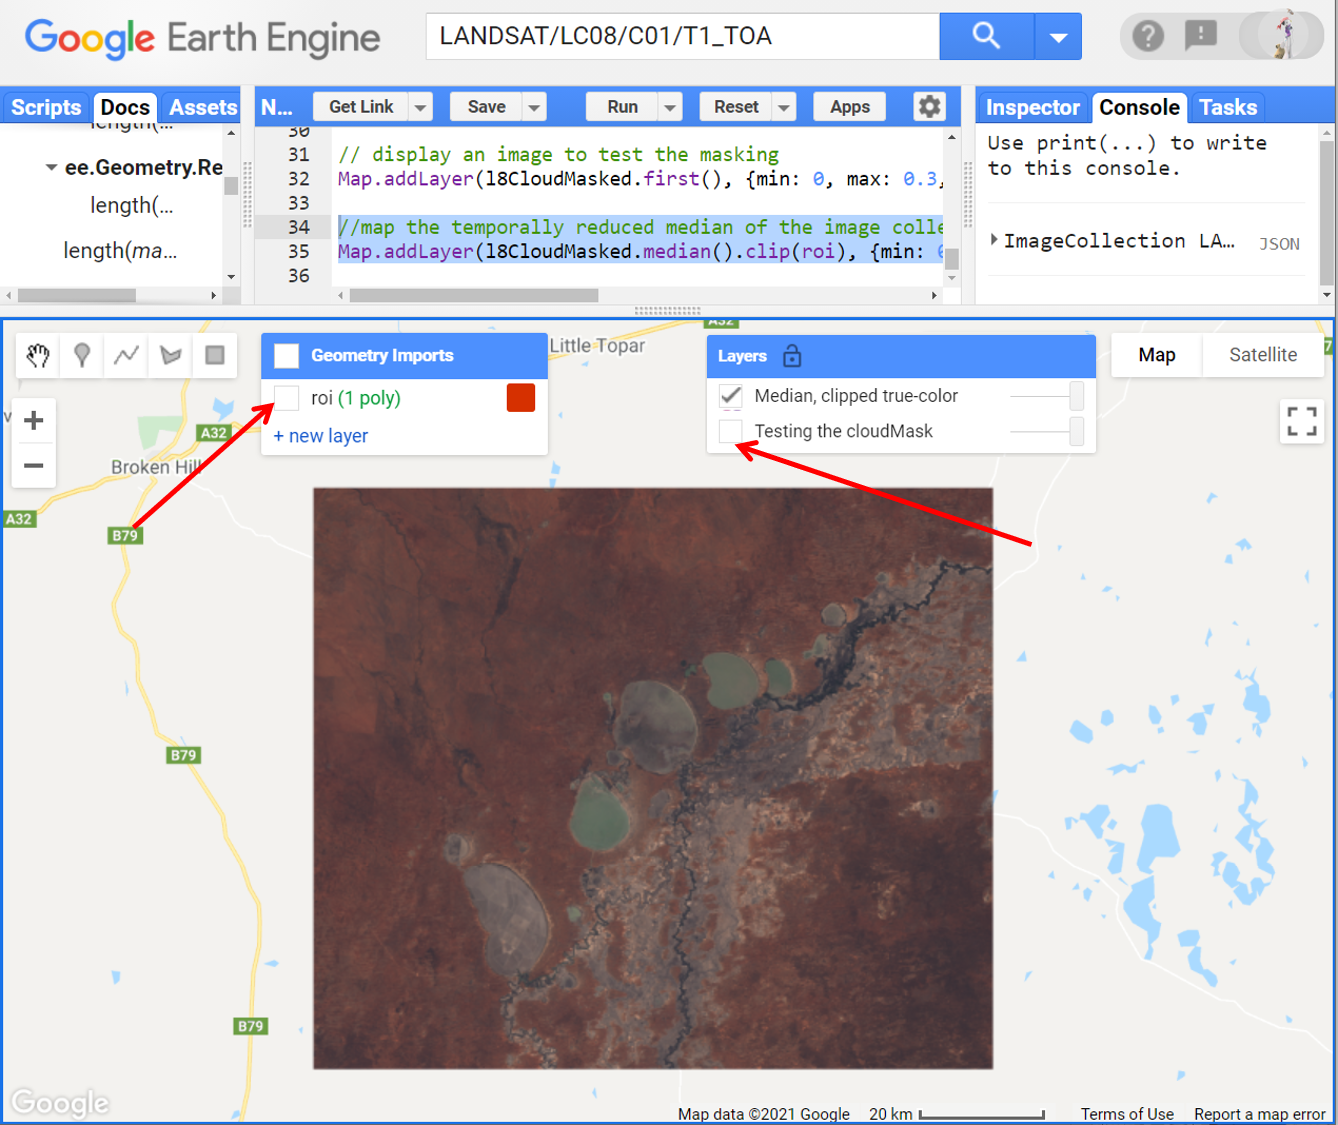 Google Earth Engine
LANDSAT/LC08/C01/T1_TOA
Scripts Docs Assets
N... Get Link Save Run Reset Apps
Inspector Console Tasks
length(...
ee.Geometry.Re
length(...
length(ma...
30
31 // display an image to test the masking
32 Map.addLayer(l8CloudMasked.first(), {min: 0, max: 0.3,
33
34 //map the temporally reduced median of the image colle
35 Map.addLayer(l8CloudMasked.median().clip(roi), {min: 0
36
Use print(...) to write
to this console.
ImageCollection LA... JSON
A32
Little Topar
Geometry Imports
roi (1 poly)
+ new layer
Layers
Median, clipped true-color
Testing the cloudMask
Map Satellite
7
+
−
A32
Broken Hill
A32
B79
B79
B79
Google
Map data ©2021 Google 20 km Terms of Use Report a map error